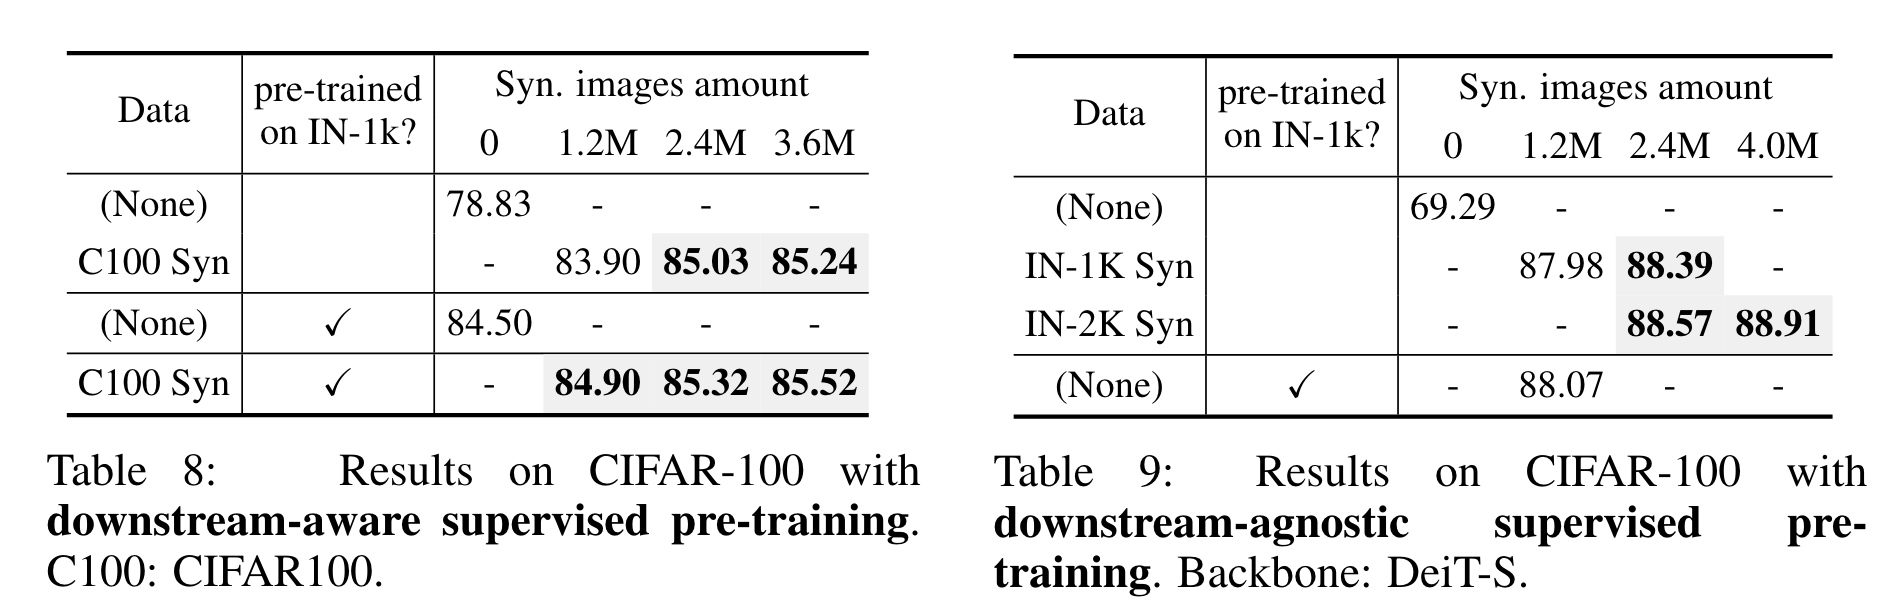 Data pre-trained on IN-1k? Syn. images amount
0 1.2M 2.4M 3.6M
(None) 78.83 - - -
C100 Syn - 83.90 85.03 85.24
(None) ✓ 84.50 - - -
C100 Syn ✓ - 84.90 85.32 85.52
Table 8: Results on CIFAR-100 with
downstream-aware supervised pre-training.
C100: CIFAR100.
Data pre-trained on IN-1k? Syn. images amount
0 1.2M 2.4M 4.0M
(None) 69.29 - - -
IN-1K Syn - 87.98 88.39 -
IN-2K Syn - - 88.57 88.91
(None) ✓ - 88.07 - -
Table 9: Results on CIFAR-100 with
downstream-agnostic supervised pre-
training. Backbone: DeiT-S.